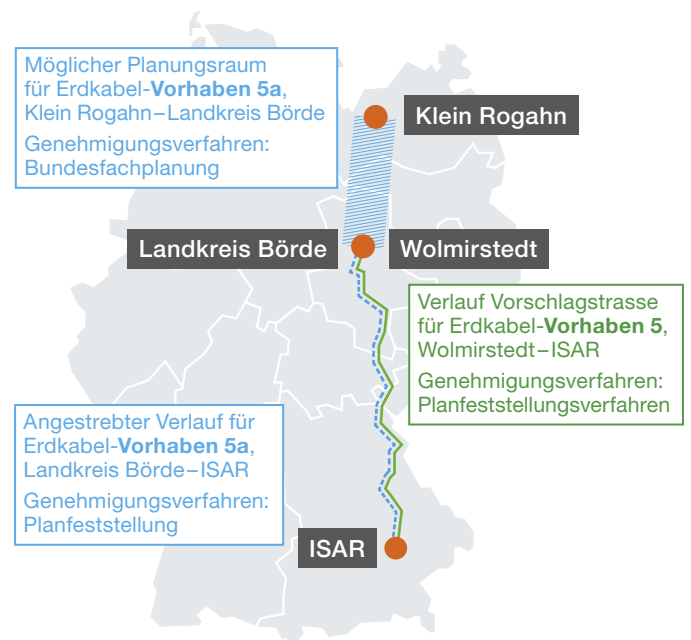 Möglicher Planungsraum
für Erdkabel-Vorhaben 5a,
Klein Rogahn–Landkreis Börde
Genehmigungsverfahren:
Bundesfachplanung
Klein Rogahn
Landkreis Börde
Wolmirstedt
Verlauf Vorschlagstrasse
für Erdkabel-Vorhaben 5,
Wolmirstedt–ISAR
Genehmigungsverfahren:
Planfeststellungsverfahren
Angestrebter Verlauf für
Erdkabel-Vorhaben 5a,
Landkreis Börde–ISAR
Genehmigungsverfahren:
Planfeststellung
ISAR